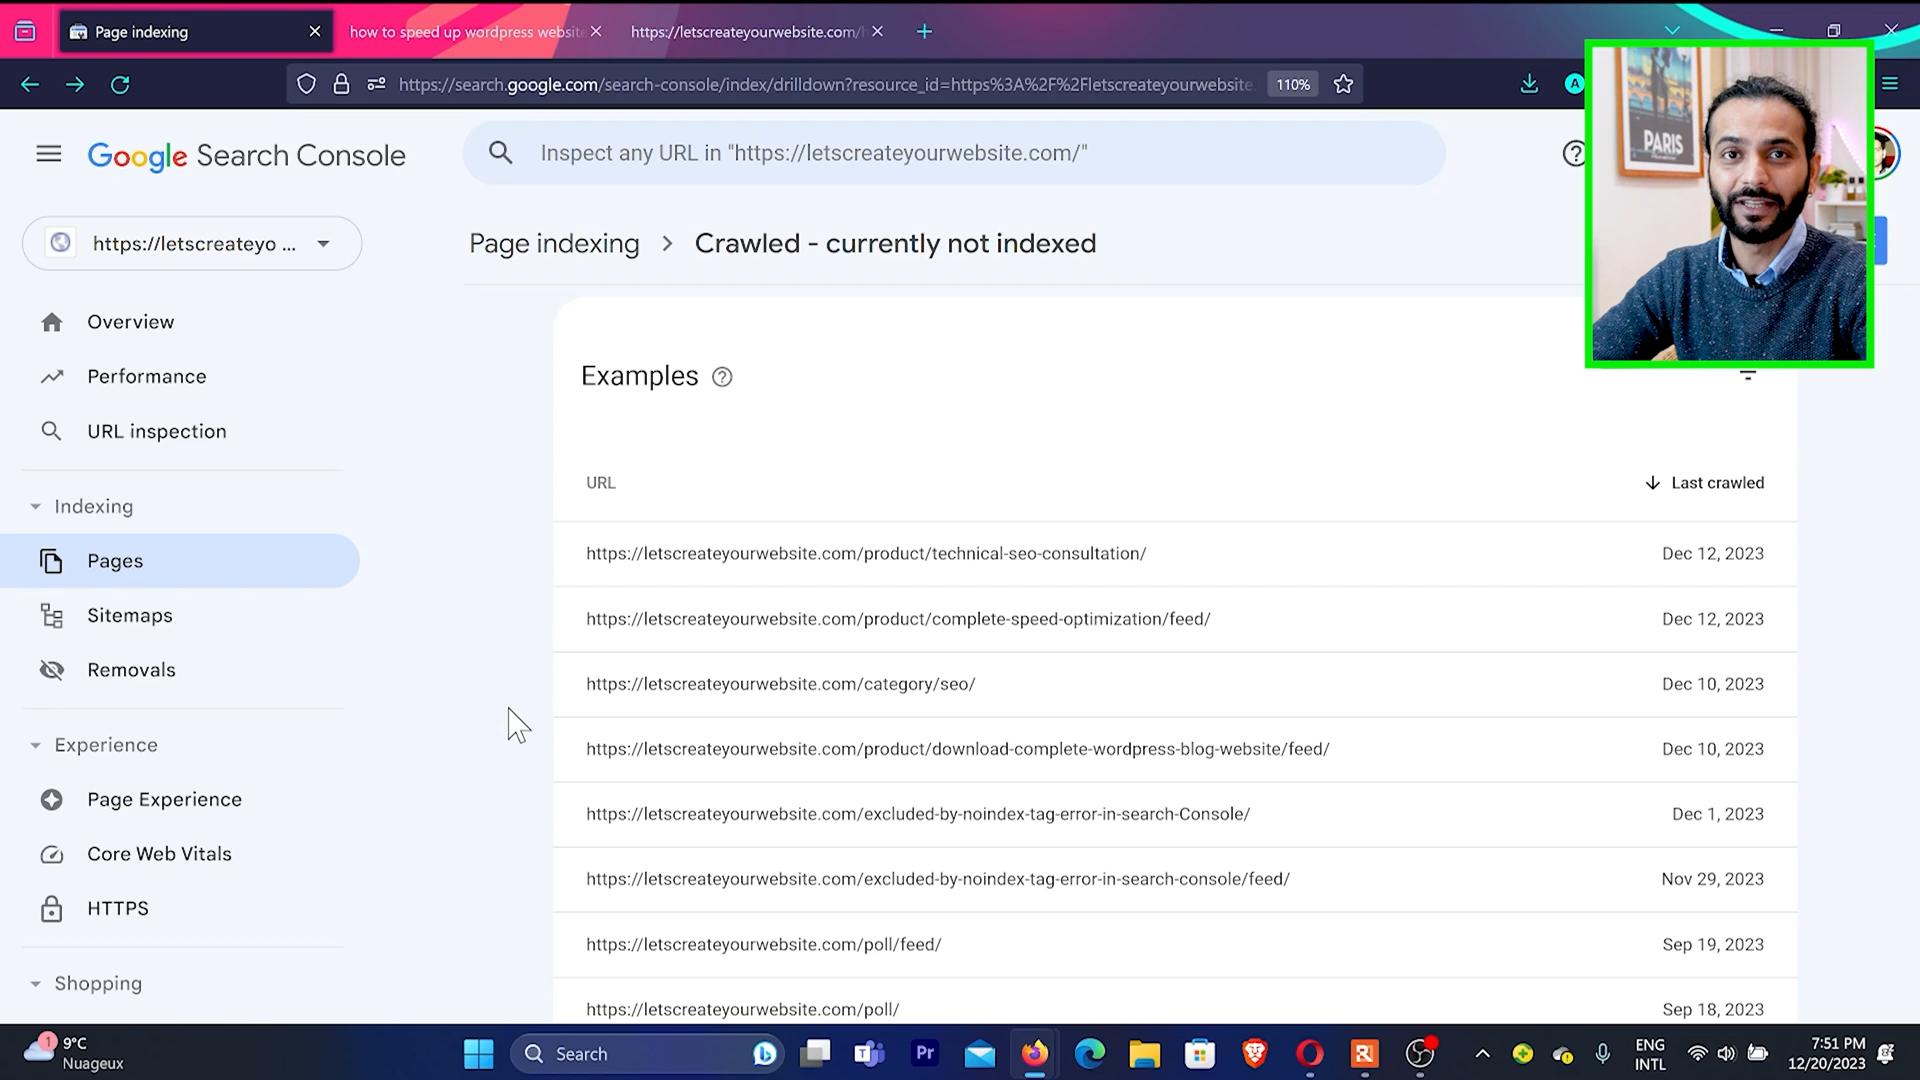 Page indexing
how to speed up wordpress website
https://letscreateyourwebsite.com/
https://search.google.com/search-console/index/drilldown?resource_id=https%3A%2F%2Fletscreateyourwebsite.
110%
A
Google Search Console
Inspect any URL in "https://letscreateyourwebsite.com/"
PARIS
https://letscreateyo ...
Page indexing > Crawled - currently not indexed
Overview
Performance
URL inspection
Indexing
Pages
Sitemaps
Removals
Experience
Page Experience
Core Web Vitals
HTTPS
Shopping
Examples
URL
Last crawled
https://letscreateyourwebsite.com/product/technical-seo-consultation/ Dec 12, 2023
https://letscreateyourwebsite.com/product/complete-speed-optimization/feed/ Dec 12, 2023
https://letscreateyourwebsite.com/category/seo/ Dec 10, 2023
https://letscreateyourwebsite.com/product/download-complete-wordpress-blog-website/feed/ Dec 10, 2023
https://letscreateyourwebsite.com/excluded-by-noindex-tag-error-in-search-Console/ Dec 1, 2023
https://letscreateyourwebsite.com/excluded-by-noindex-tag-error-in-search-console/feed/ Nov 29, 2023
https://letscreateyourwebsite.com/poll/feed/ Sep 19, 2023
https://letscreateyourwebsite.com/poll/ Sep 18, 2023
1
9°C
Nuageux
Search
Pr
ENG
INTL
7:51 PM
12/20/2023